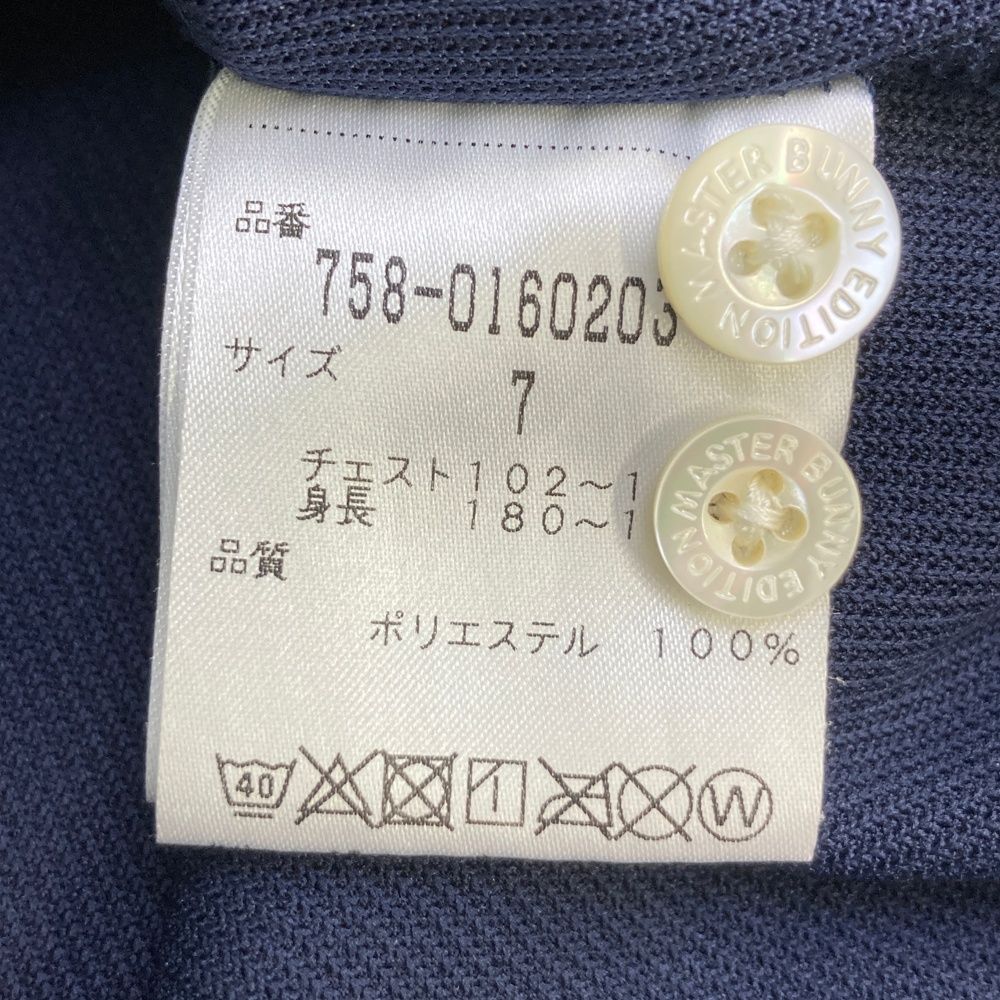 品番
758-0160203
サイズ
7
チェスト102~1
身長 180~1
品質
ポリエステル 100%
40
W
MASTER BUNNY EDITION
MASTER BUNNY EDITION